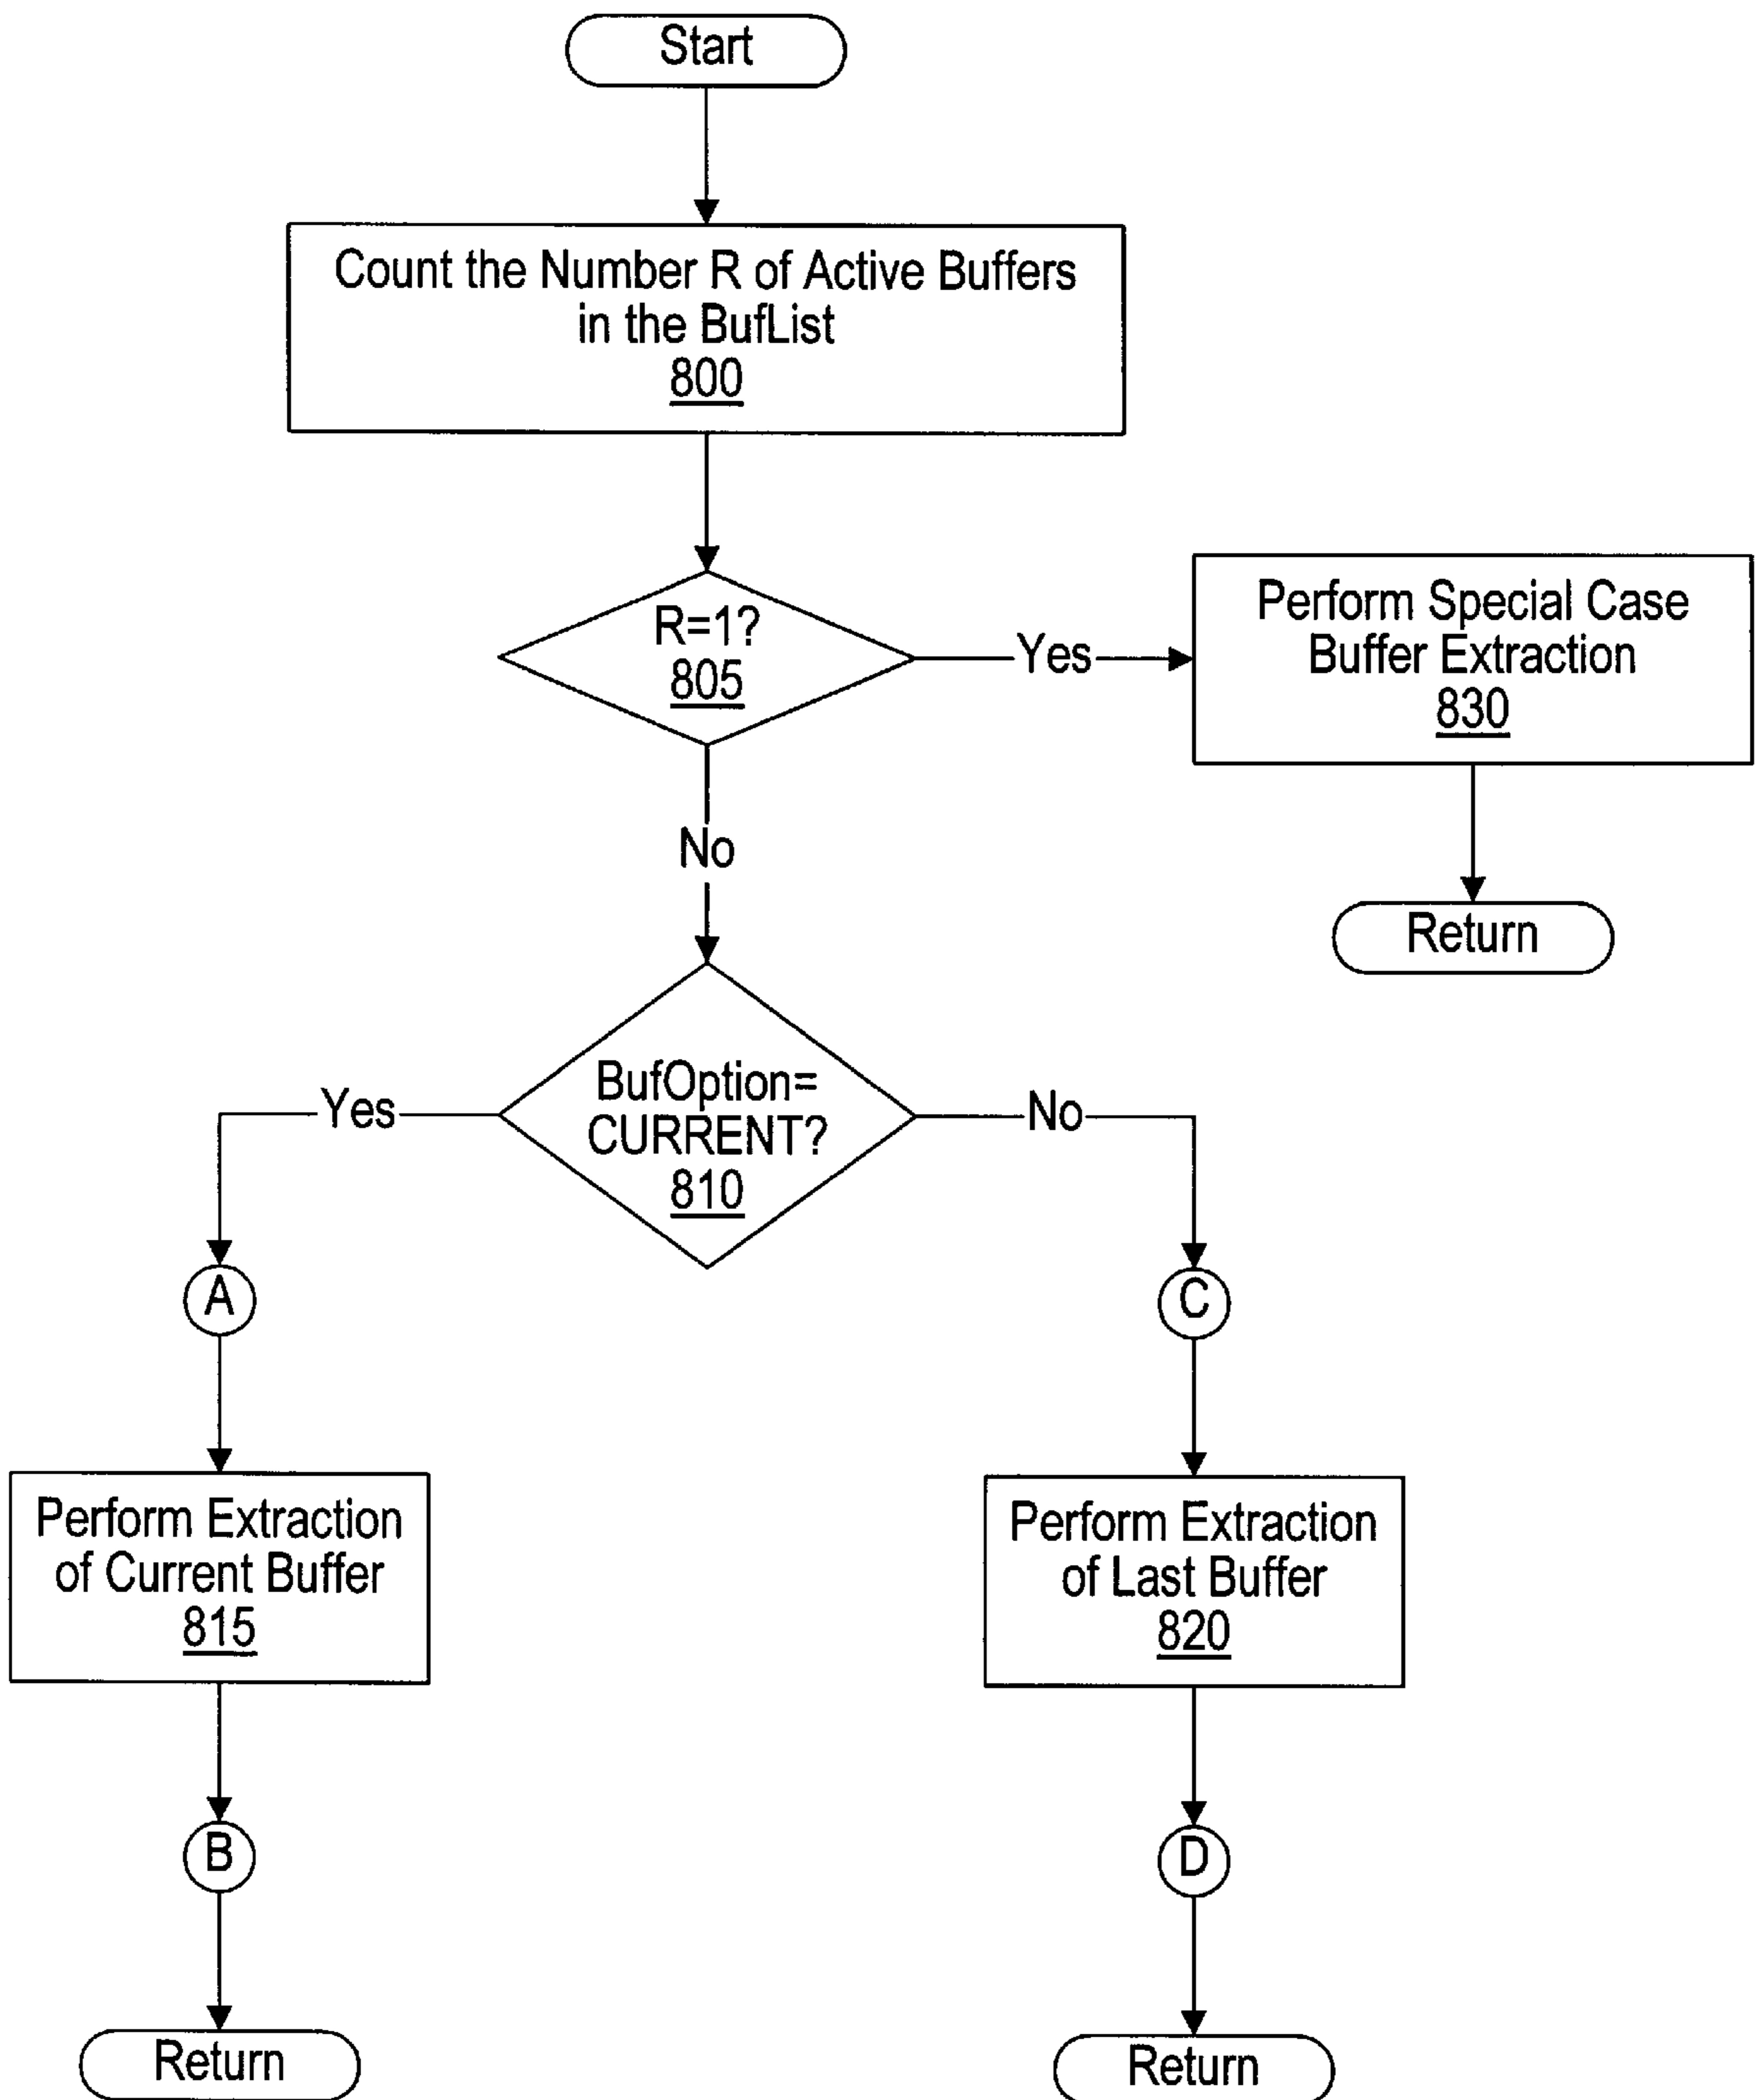 Start
Count the Number R of Active Buffers
in the BufList
800
R=1?
805
Yes
Perform Special Case
Buffer Extraction
830
No
Return
BufOption=
CURRENT?
810
Yes
No
A
C
Perform Extraction
of Current Buffer
815
Perform Extraction
of Last Buffer
820
B
D
Return
Return